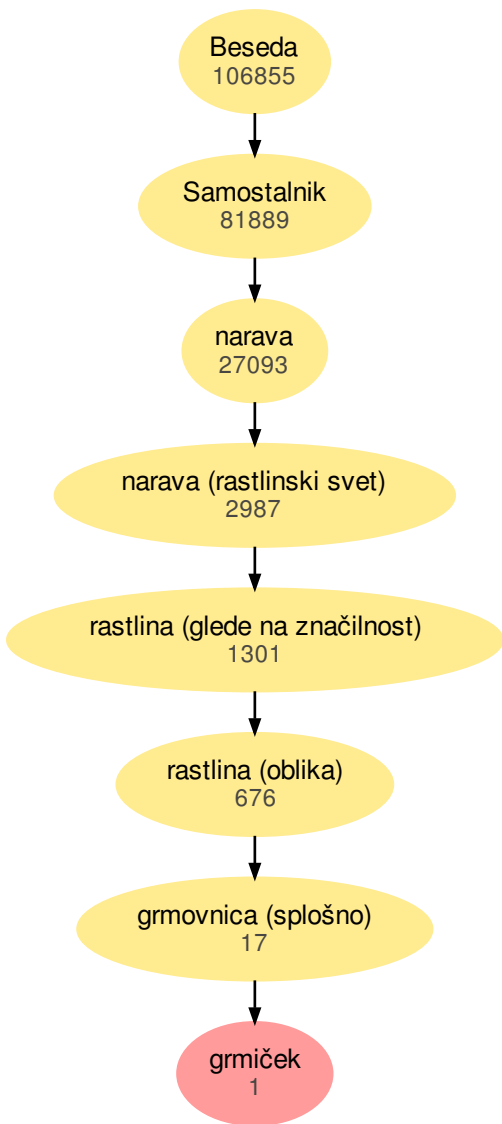 Beseda
106855
Samostalnik
81889
narava
27093
narava (rastlinski svet)
2987
rastlina (glede na značilnost)
1301
rastlina (oblika)
676
grmovnica (splošno)
17
grmiček
1